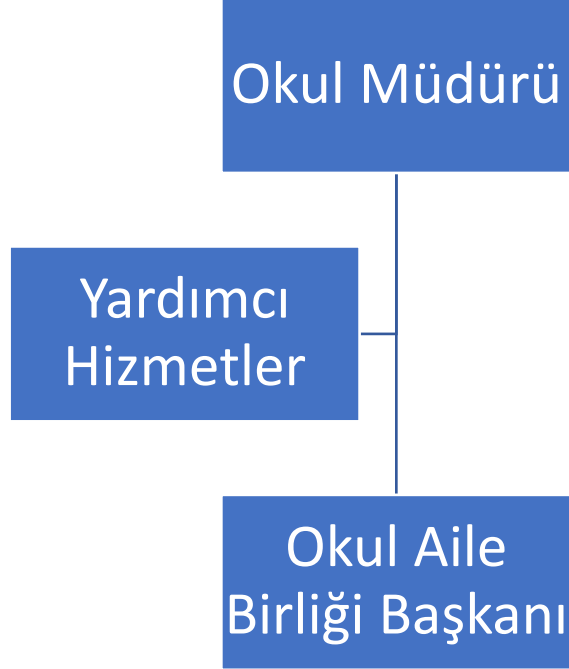 Okul Müdürü
Yardımcı
Hizmetler
Okul Aile
Birliği Başkanı